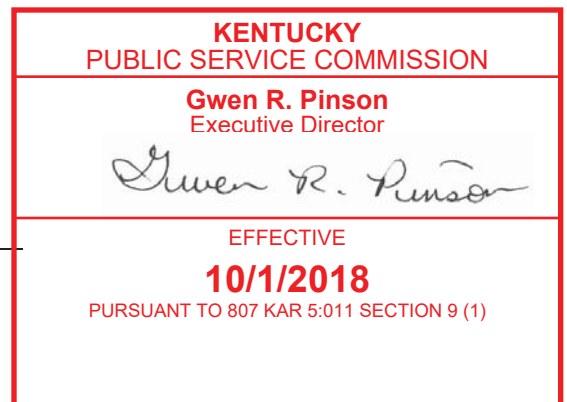 KENTUCKY
PUBLIC SERVICE COMMISSION
Gwen R. Pinson
Executive Director
Gwen R. Pinson
EFFECTIVE
10/1/2018
PURSUANT TO 807 KAR 5:011 SECTION 9 (1)